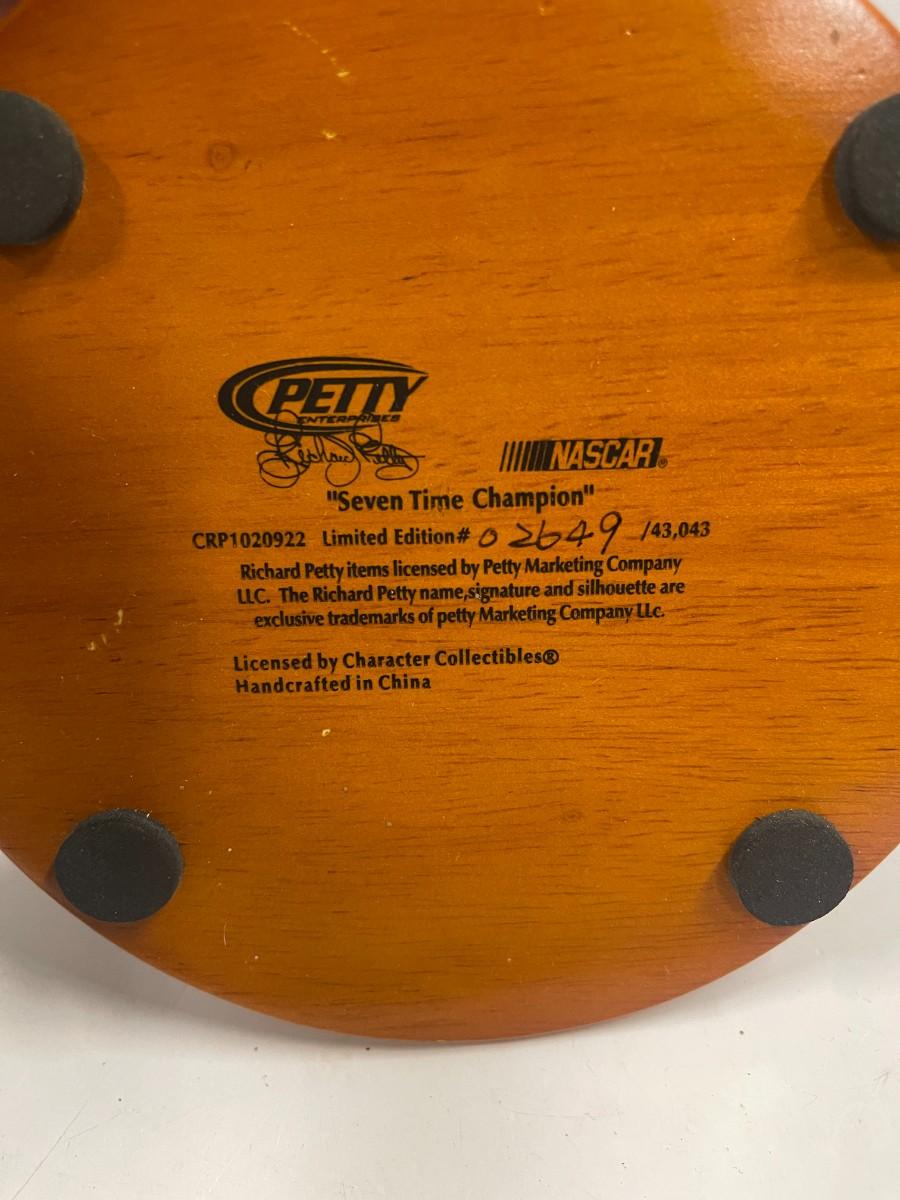 PETTY
ENTERPRISES
Richard Petty
NASCAR®
"Seven Time Champion"
CRP1020922 Limited Edition# 02649 /43,043
Richard Petty items licensed by Petty Marketing Company
LLC. The Richard Petty name,signature and silhouette are
exclusive trademarks of petty Marketing Company LLc.
Licensed by Character Collectibles®
Handcrafted in China